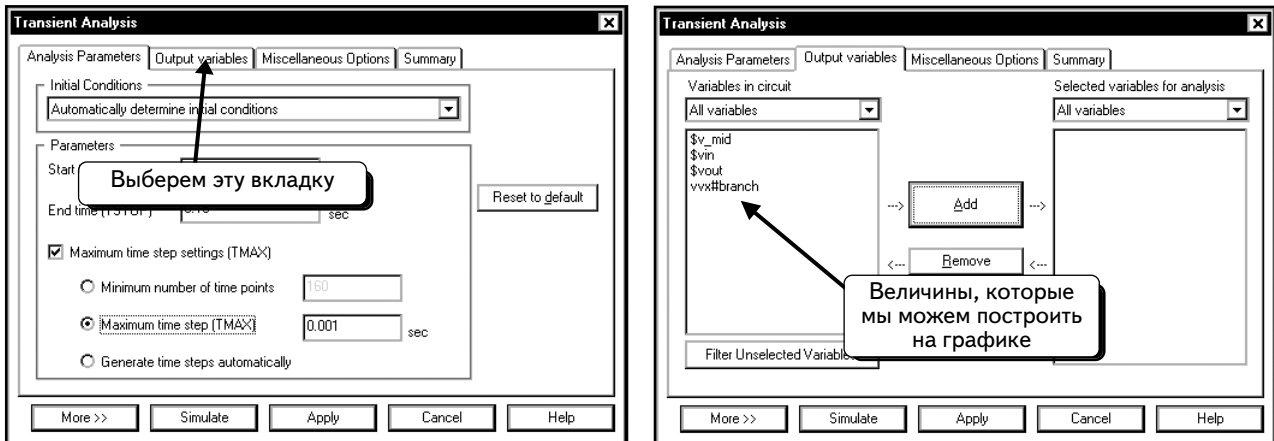 Transient Analysis
Analysis Parameters
Output variables
Miscellaneous Options
Summary
Initial Conditions
Automatically determine initial conditions
Parameters
Start
Выберем эту вкладку
End time (TSTOP)
sec
Reset to default
Maximum time step settings (TMAX)
Minimum number of time points
160
Maximum time step (TMAX)
0.001
sec
Generate time steps automatically
More >>
Simulate
Apply
Cancel
Help
Transient Analysis
Analysis Parameters
Output variables
Miscellaneous Options
Summary
Variables in circuit
Selected variables for analysis
All variables
All variables
$v_mid
$vin
$vout
vvx#branch
--->
Add
--->
<---
Remove
<---
Величины, которые
мы можем построить
на графике
Filter Unselected Variable
More >>
Simulate
Apply
Cancel
Help